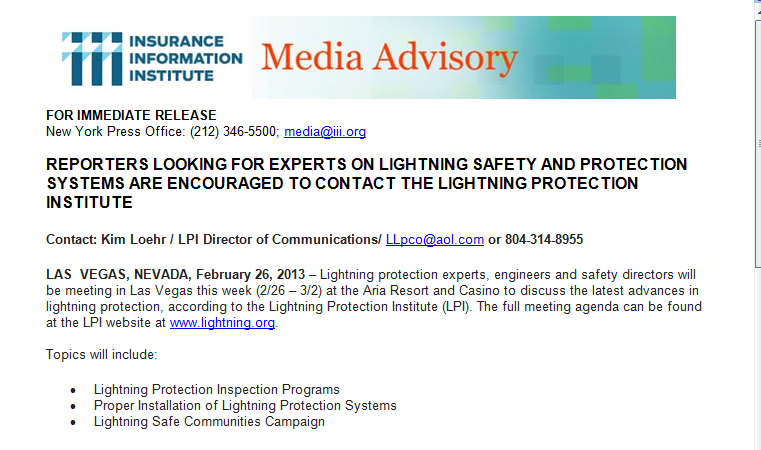 INSURANCE
INFORMATION
INSTITUTE
Media Advisory
FOR IMMEDIATE RELEASE
New York Press Office: (212) 346-5500; media@iii.org
REPORTERS LOOKING FOR EXPERTS ON LIGHTNING SAFETY AND PROTECTION
SYSTEMS ARE ENCOURAGED TO CONTACT THE LIGHTNING PROTECTION
INSTITUTE
Contact: Kim Loehr / LPI Director of Communications/ LLpco@aol.com or 804-314-8955
LAS  VEGAS, NEVADA, February 26, 2013 – Lightning protection experts, engineers and safety directors will
be meeting in Las Vegas this week (2/26 – 3/2) at the Aria Resort and Casino to discuss the latest advances in
lightning protection, according to the Lightning Protection Institute (LPI). The full meeting agenda can be found
at the LPI website at www.lightning.org.
Topics will include:
• Lightning Protection Inspection Programs
• Proper Installation of Lightning Protection Systems
• Lightning Safe Communities Campaign